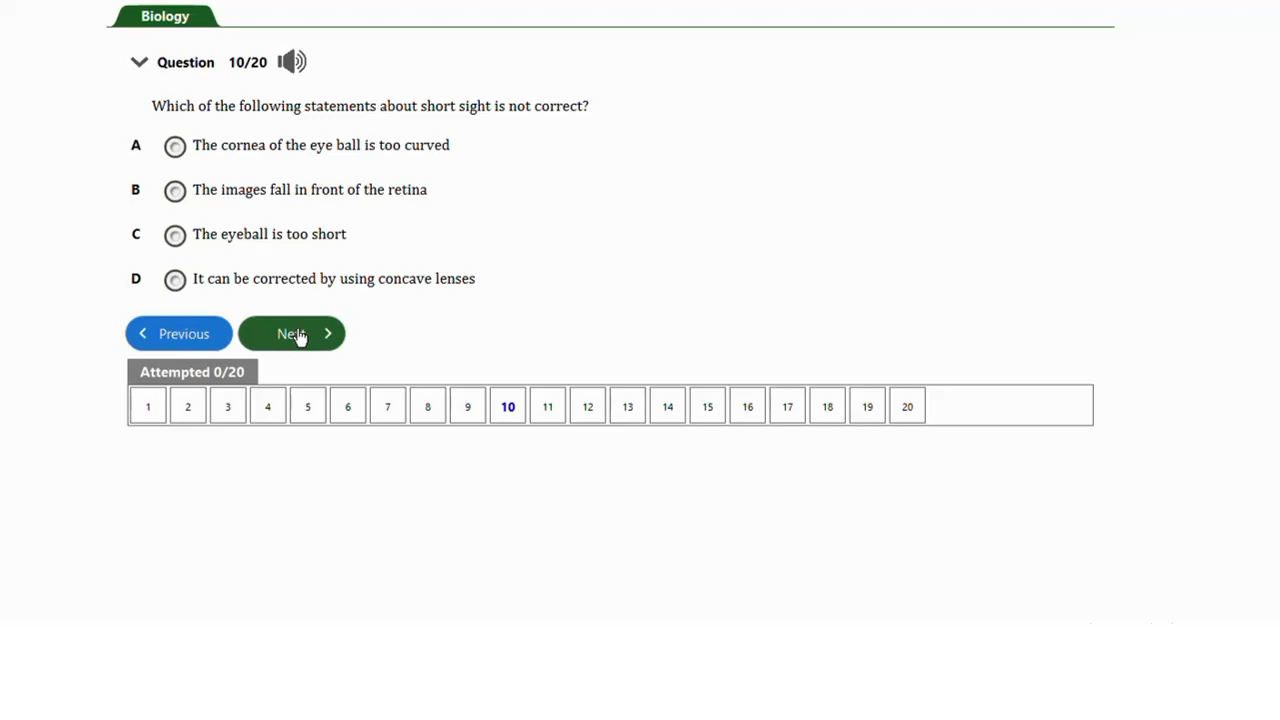 Biology
Question 10/20
Which of the following statements about short sight is not correct?
A The cornea of the eye ball is too curved
B The images fall in front of the retina
C The eyeball is too short
D It can be corrected by using concave lenses
Previous Next
Attempted 0/20
1 2 3 4 5 6 7 8 9 10 11 12 13 14 15 16 17 18 19 20